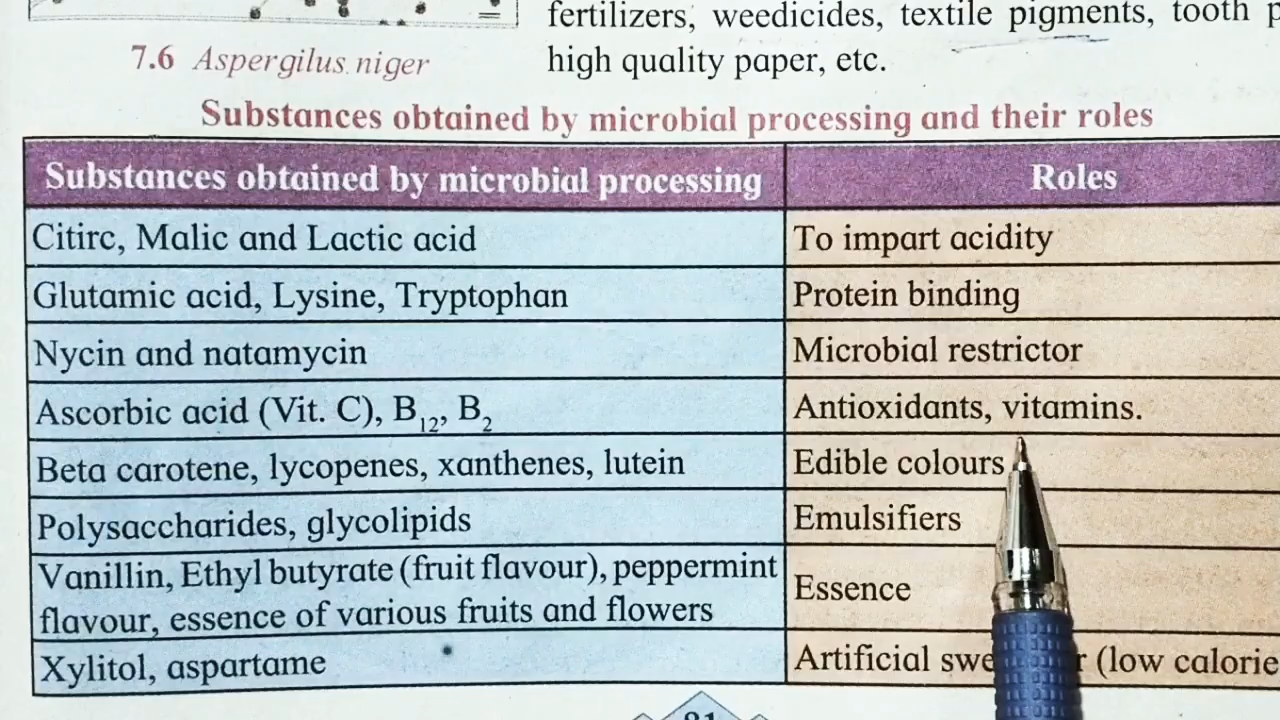 fertilizers, weedicides, textile pigments, tooth
7.6 Aspergilus niger
high quality paper, etc.
Substances obtained by microbial processing and their roles
Substances obtained by microbial processing Roles
Citirc, Malic and Lactic acid To impart acidity
Glutamic acid, Lysine, Tryptophan Protein binding
Nycin and natamycin Microbial restrictor
Ascorbic acid (Vit. C), B12, B2 Antioxidants, vitamins.
Beta carotene, lycopenes, xanthenes, lutein Edible colours
Polysaccharides, glycolipids Emulsifiers
Vanillin, Ethyl butyrate (fruit flavour), peppermint
flavour, essence of various fruits and flowers Essence
Xylitol, aspartame Artificial (low calorie